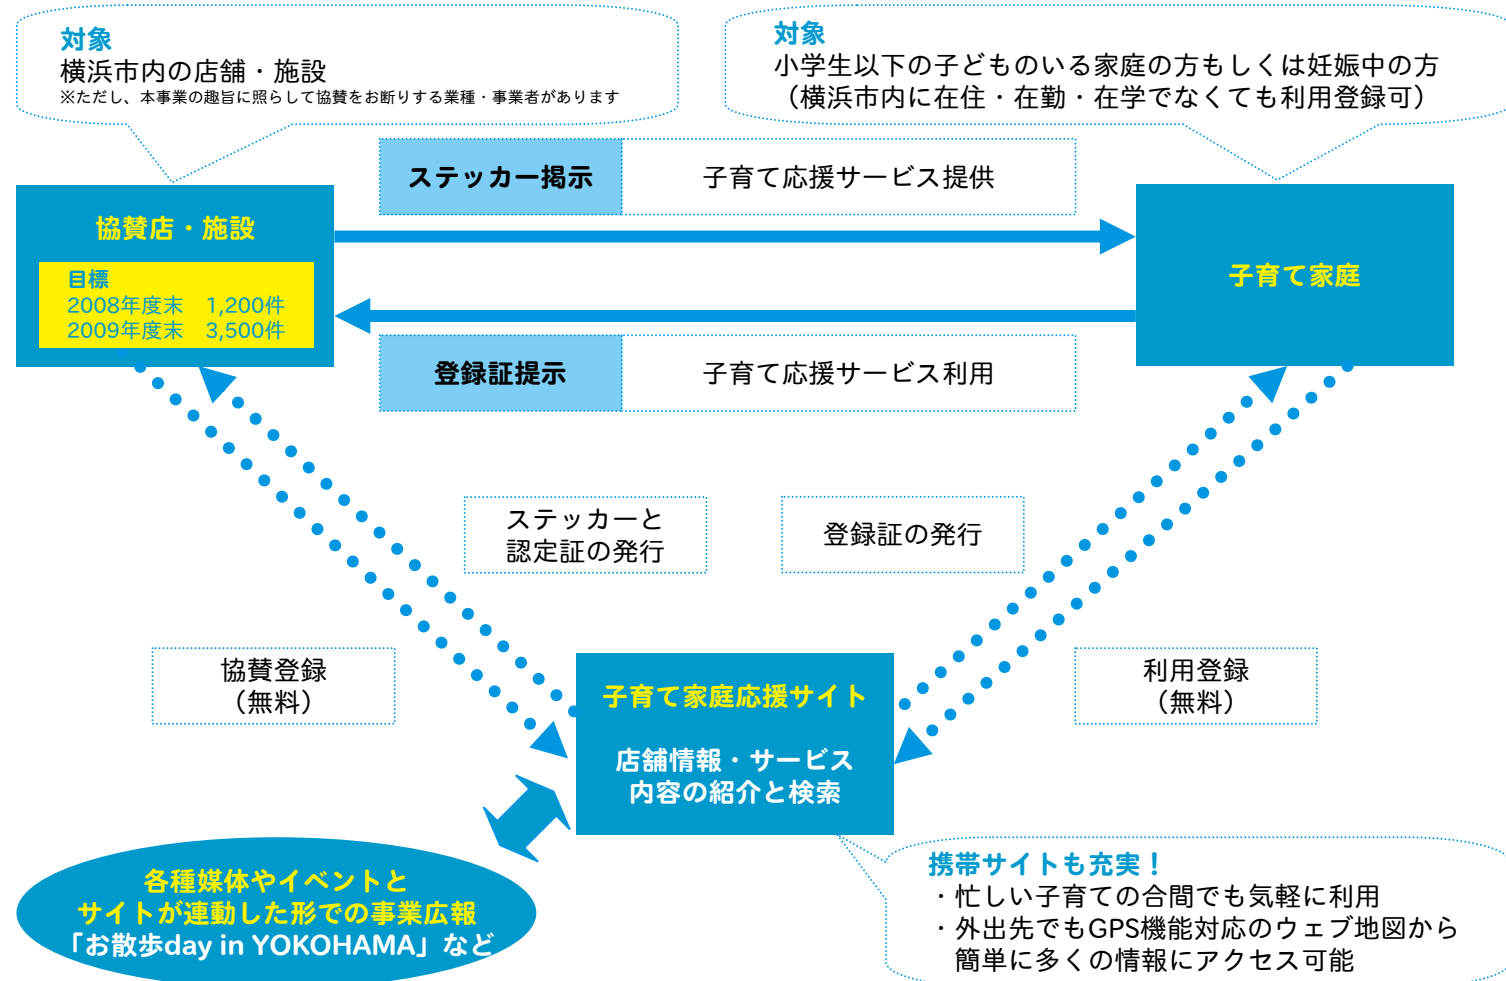 対象
横浜市内の店舗・施設
※ただし、本事業の趣旨に照らして協賛をお断りする業種・事業者があります
対象
小学生以下の子どものいる家庭の方もしくは妊娠中の方
（横浜市内に在住・在勤・在学でなくても利用登録可）
ステッカー掲示
子育て応援サービス提供
協賛店・施設
目標
2008年度末　1,200件
2009年度末　3,500件
子育て家庭
登録証提示
子育て応援サービス利用
ステッカーと
認定証の発行
登録証の発行
協賛登録
（無料）
利用登録
（無料）
子育て家庭応援サイト
店舗情報・サービス
内容の紹介と検索
各種媒体やイベントと
サイトが連動した形での事業広報
「お散歩day in YOKOHAMA」など
携帯サイトも充実！
・忙しい子育ての合間でも気軽に利用
・外出先でもGPS機能対応のウェブ地図から
簡単に多くの情報にアクセス可能